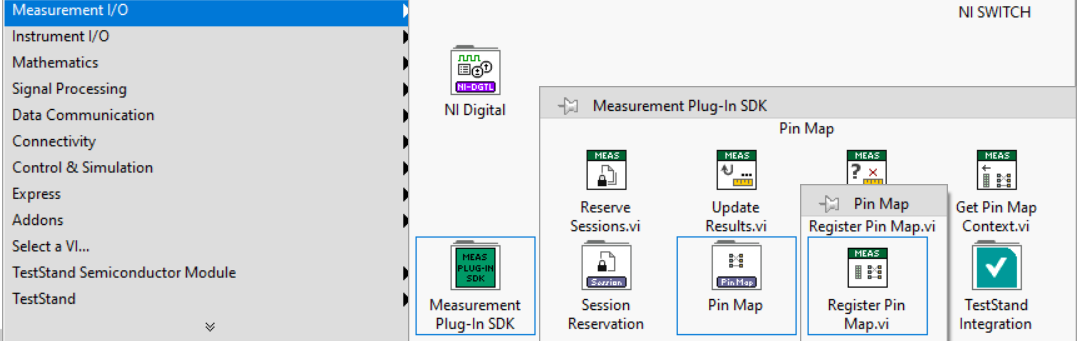 Measurement I/O
Instrument I/O
Mathematics
Signal Processing
Data Communication
Connectivity
Control & Simulation
Express
Addons
Select a VI...
TestStand Semiconductor Module
TestStand
NI SWITCH
NI-DGTL
NI Digital
MEAS
PLUG-IN
SDK
Measurement
Plug-In SDK
Measurement Plug-In SDK
Pin Map
MEAS
Reserve
Sessions.vi
MEAS
Update
Results.vi
MEAS
?
Register Pin Map.vi
MEAS
Get Pin Map
Context.vi
Session
Session
Reservation
Pin Map
Pin Map
Pin Map
MEAS
Register Pin
Map.vi
TestStand
Integration